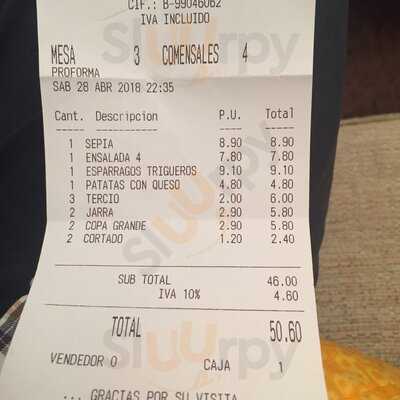 CIF.: B-99046062
IVA INCLUIDO
MESA 3 COMENSALES 4
PROFORMA
SAB 28 ABR 2018 22:35
Cant. Descripcion P.U. Total
1 SEPIA 8.90 8.90
1 ENSALADA 4 7.80 7.80
1 ESPARRAGOS TRIGUEROS 9.10 9.10
1 PATATAS CON QUESO 4.80 4.80
3 TERCIO 2.00 6.00
2 JARRA 2.90 5.80
2 COPA GRANDE 2.90 5.80
2 CORTADO 1.20 2.40
SUB TOTAL 46.00
IVA 10% 4.60
TOTAL 50.60
VENDEDOR 0 CAJA 1
... GRACIAS POR SU VISITA
sluurpy
sluurpy
sluurpy